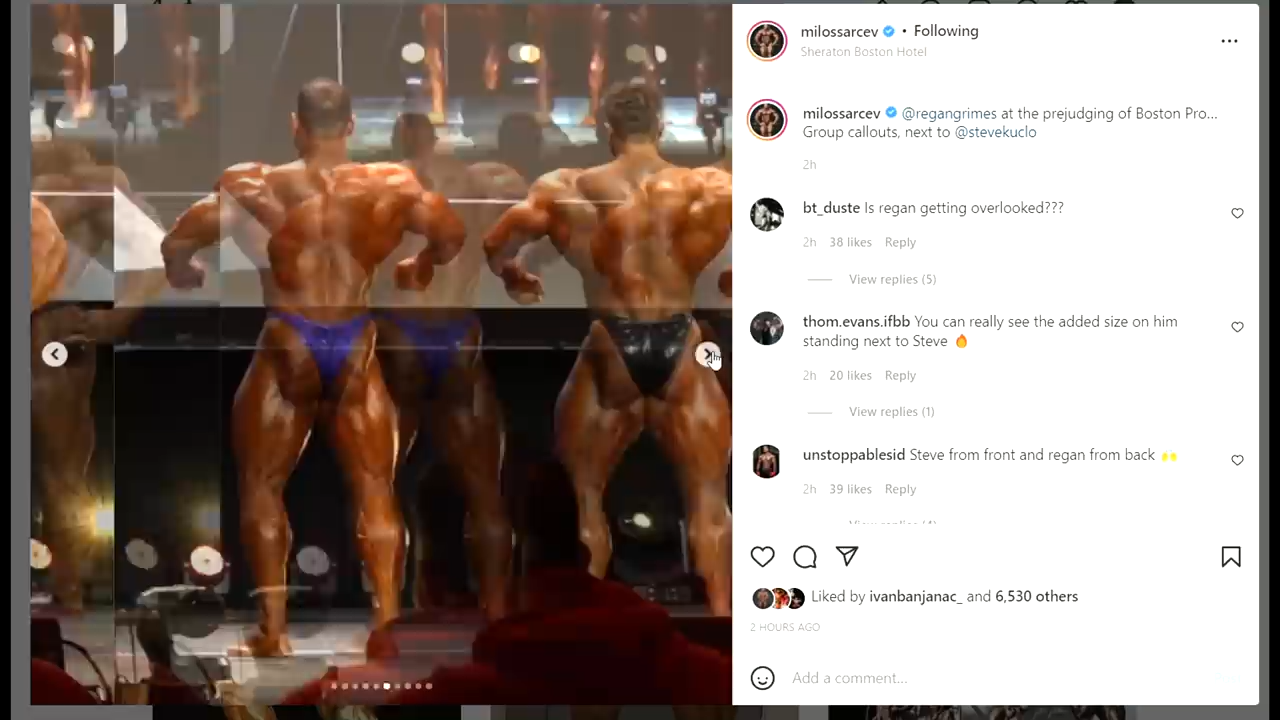 milossarcev • Following
Sheraton Boston Hotel
milossarcev @regangrimes at the prejudging of Boston Pro...
Group callouts, next to @stevekuclo
2h
bt_duste Is regan getting overlooked???
2h 38 likes Reply
View replies (5)
thom.evans.ifbb You can really see the added size on him
standing next to Steve 🔥
2h 20 likes Reply
View replies (1)
unstoppablesid Steve from front and regan from back 🙌
2h 39 likes Reply
View replies (4)
Liked by ivanbanjanac_ and 6,530 others
2 HOURS AGO
Add a comment...